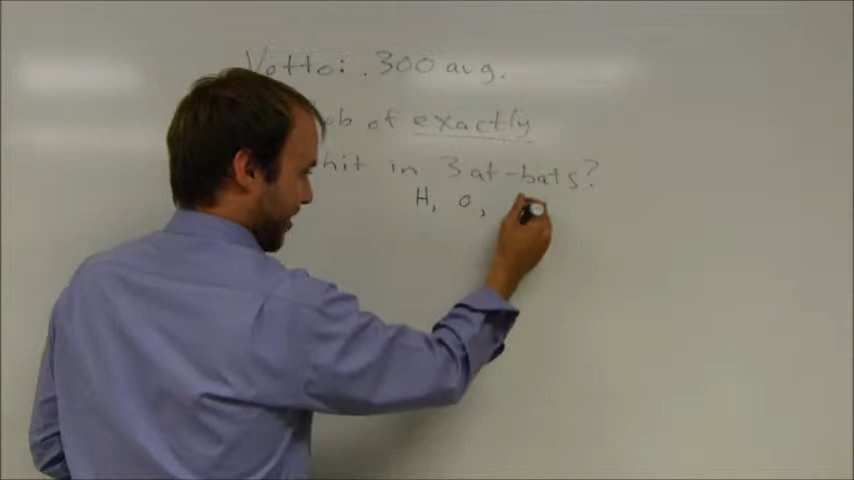 Votto: .300 avg.
of exactly
hit in 3 at-bats?
H, O,